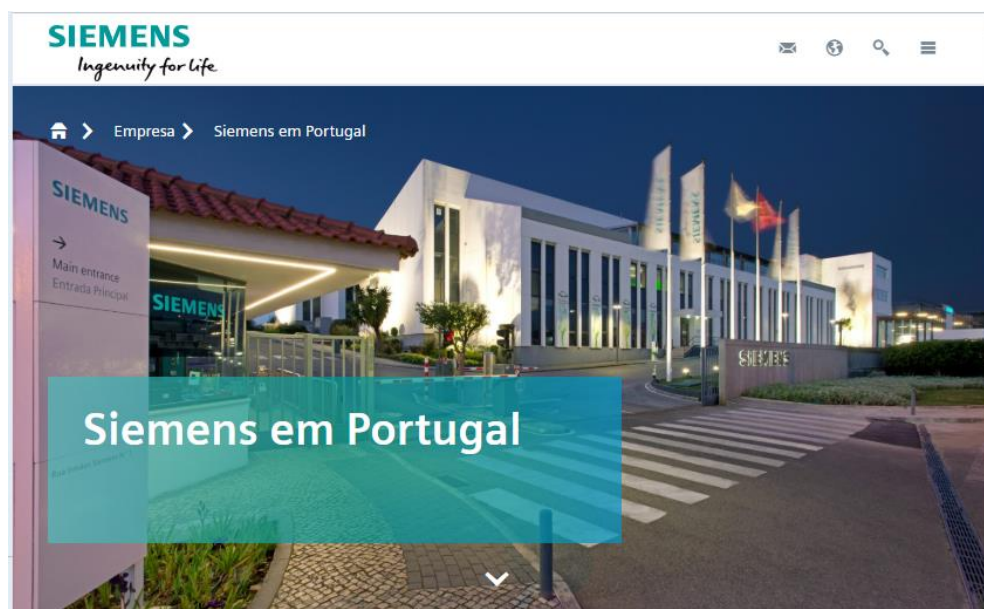 SIEMENS
Ingenuity for life
Empresa
Siemens em Portugal
SIEMENS
Main entrance
Entrada Principal
SIEMENS
SIEMENS
Siemens em Portugal